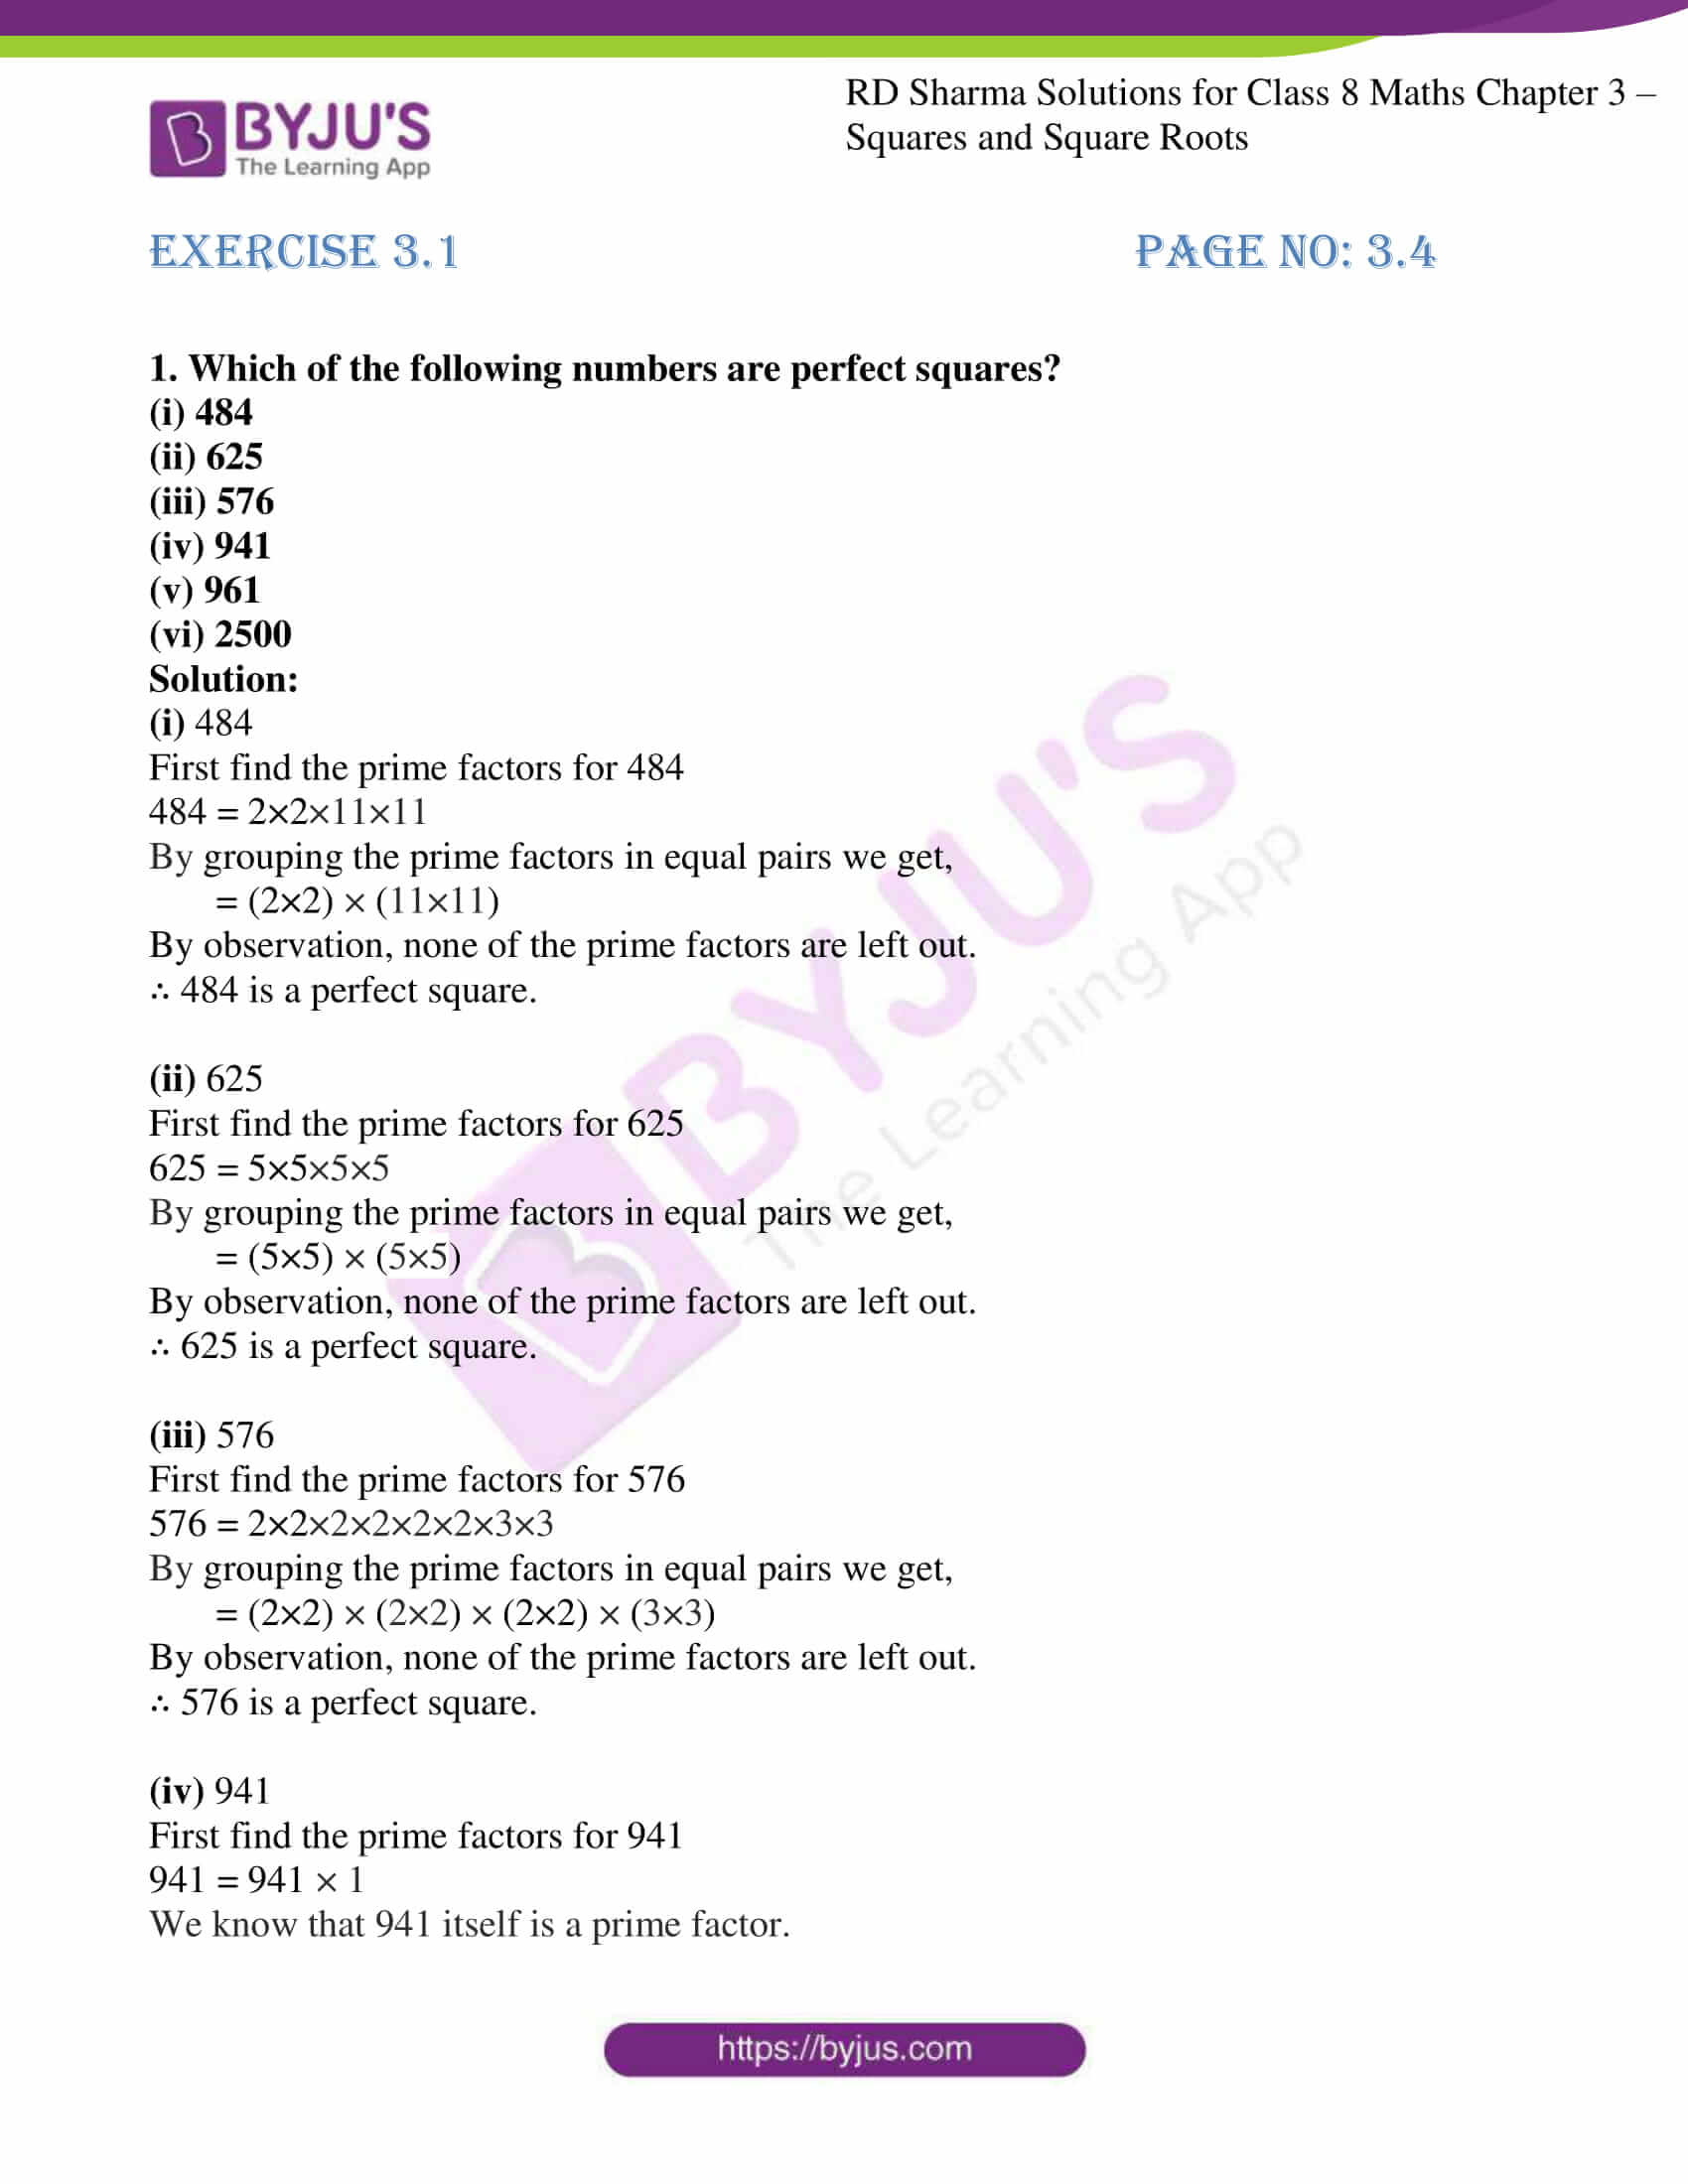 RD Sharma Solutions for Class 8 Maths Chapter 3 –
Squares and Square Roots
BYJU'S
The Learning App
EXERCISE 3.1 PAGE NO: 3.4
1. Which of the following numbers are perfect squares?
(i) 484
(ii) 625
(iii) 576
(iv) 941
(v) 961
(vi) 2500
Solution:
(i) 484
First find the prime factors for 484
484 = 2×2×11×11
By grouping the prime factors in equal pairs we get,
= (2×2) × (11×11)
By observation, none of the prime factors are left out.
∴ 484 is a perfect square.
(ii) 625
First find the prime factors for 625
625 = 5×5×5×5
By grouping the prime factors in equal pairs we get,
= (5×5) × (5×5)
By observation, none of the prime factors are left out.
∴ 625 is a perfect square.
(iii) 576
First find the prime factors for 576
576 = 2×2×2×2×2×2×3×3
By grouping the prime factors in equal pairs we get,
= (2×2) × (2×2) × (2×2) × (3×3)
By observation, none of the prime factors are left out.
∴ 576 is a perfect square.
(iv) 941
First find the prime factors for 941
941 = 941 × 1
We know that 941 itself is a prime factor.
BYJU'S
The Learning App
https://byjus.com